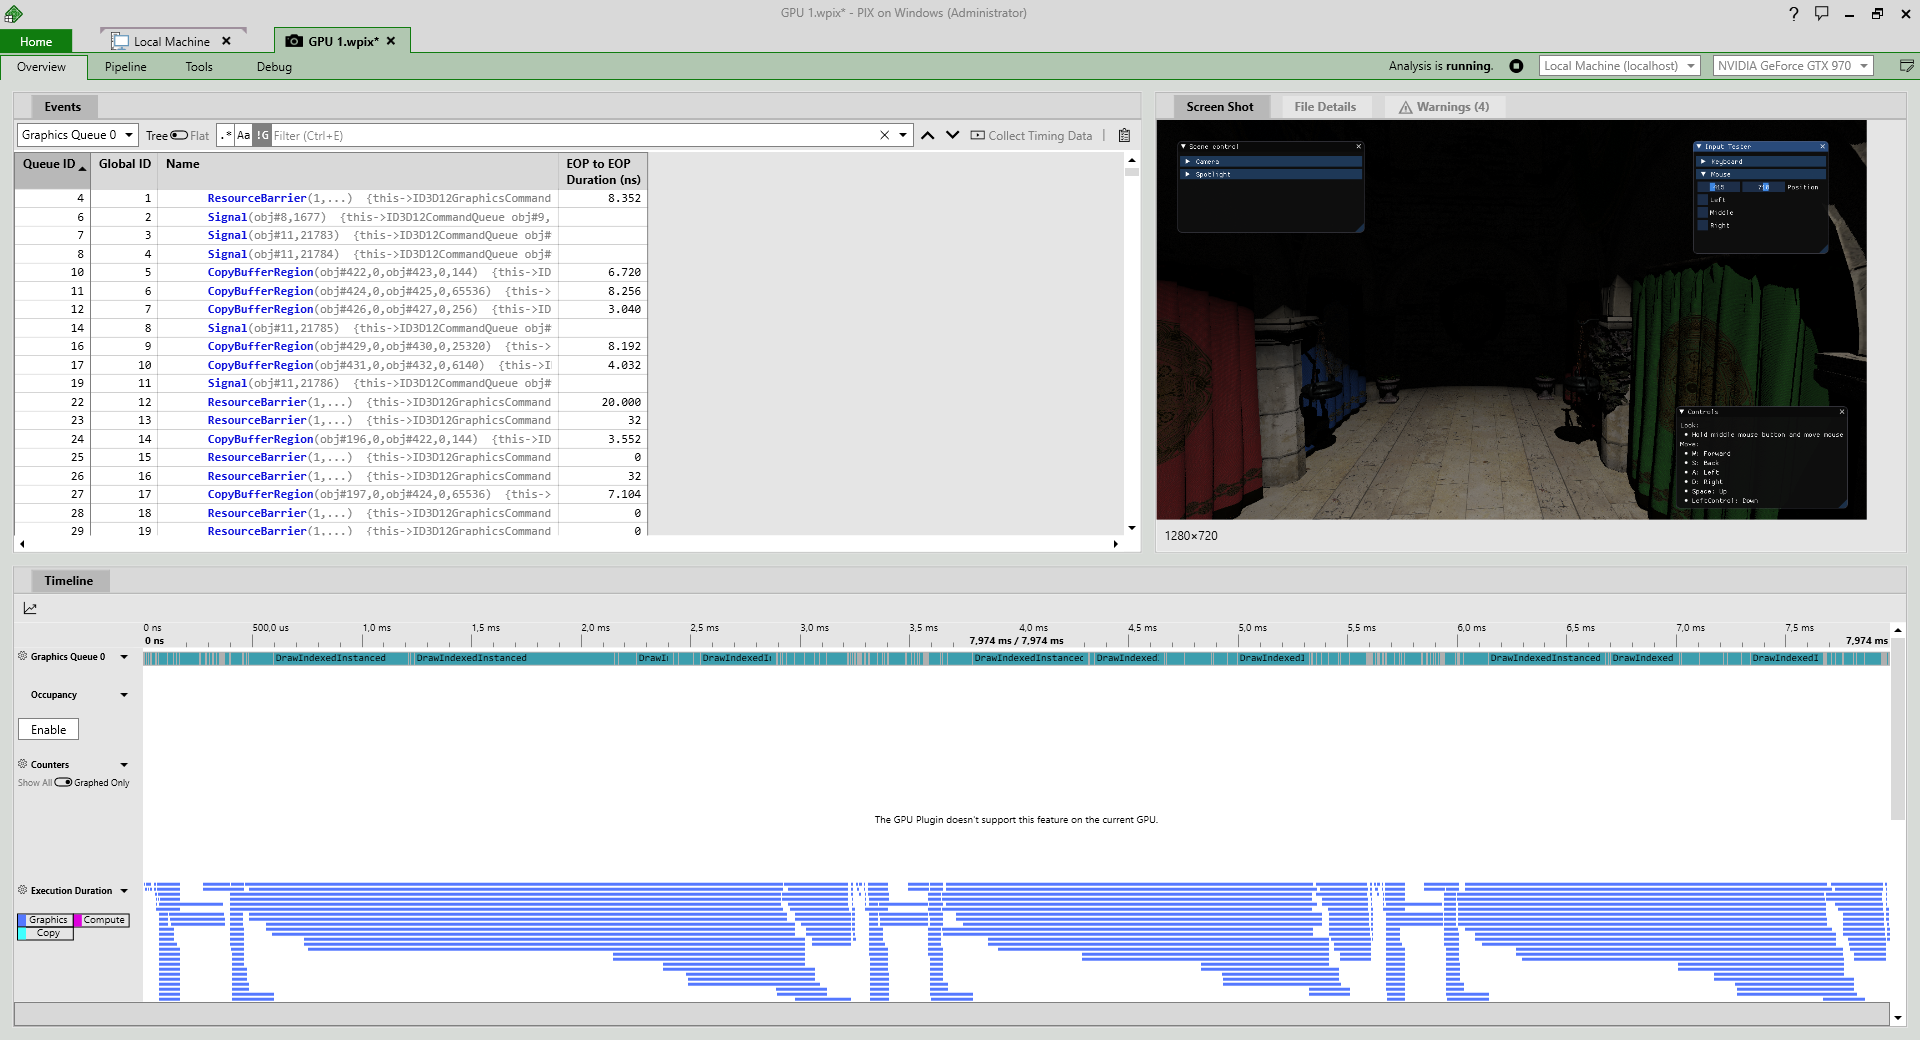 GPU 1.wpix* - PIX on Windows (Administrator)
Home
Local Machine
GPU 1.wpix*
Overview
Pipeline
Tools
Debug
Analysis is running.
Local Machine (localhost)
NVIDIA GeForce GTX 970
Events
Graphics Queue 0
Tree Flat
.* Aa !G Filter (Ctrl+E)
Collect Timing Data
Queue ID Global ID Name EOP to EOP Duration (ns)
4 1 ResourceBarrier(1,...) {this->ID3D12GraphicsCommand 8.352
6 2 Signal(obj#8,1677) {this->ID3D12CommandQueue obj#9,
7 3 Signal(obj#11,21783) {this->ID3D12CommandQueue obj#
8 4 Signal(obj#11,21784) {this->ID3D12CommandQueue obj#
10 5 CopyBufferRegion(obj#422,0,obj#423,0,144) {this->ID 6.720
11 6 CopyBufferRegion(obj#424,0,obj#425,0,65536) {this-> 8.256
12 7 CopyBufferRegion(obj#426,0,obj#427,0,256) {this->ID 3.040
14 8 Signal(obj#11,21785) {this->ID3D12CommandQueue obj#
16 9 CopyBufferRegion(obj#429,0,obj#430,0,25320) {this-> 8.192
17 10 CopyBufferRegion(obj#431,0,obj#432,0,6140) {this->I 4.032
19 11 Signal(obj#11,21786) {this->ID3D12CommandQueue obj#
22 12 ResourceBarrier(1,...) {this->ID3D12GraphicsCommand 20.000
23 13 ResourceBarrier(1,...) {this->ID3D12GraphicsCommand 32
24 14 CopyBufferRegion(obj#196,0,obj#422,0,144) {this->ID 3.552
25 15 ResourceBarrier(1,...) {this->ID3D12GraphicsCommand 0
26 16 ResourceBarrier(1,...) {this->ID3D12GraphicsCommand 32
27 17 CopyBufferRegion(obj#197,0,obj#424,0,65536) {this-> 7.104
28 18 ResourceBarrier(1,...) {this->ID3D12GraphicsCommand 0
29 19 ResourceBarrier(1,...) {this->ID3D12GraphicsCommand 0
Screen Shot
File Details
Warnings (4)
Scene control
Camera
Spotlight
Input Tester
Keyboard
Mouse
Position
Left
Middle
Right
Controls
Look:
Hold middle mouse button and move mouse
Move:
W: Forward
S: Back
A: Left
D: Right
Space: Up
LeftControl: Down
1280×720
Timeline
0 ns 500,0 us 1,0 ms 1,5 ms 2,0 ms 2,5 ms 3,0 ms 3,5 ms 4,0 ms 4,5 ms 5,0 ms 5,5 ms 6,0 ms 6,5 ms 7,0 ms 7,5 ms
0 ns 7,974 ms / 7,974 ms 7,974 ms
Graphics Queue 0
DrawIndexedInstanced DrawIndexedInstanced DrawI DrawIndexedI DrawIndexedInstanced DrawIndexed DrawIndexedI DrawIndexedInstanced DrawIndexed DrawIndexedI
Occupancy
Enable
Counters
Show All Graphed Only
The GPU Plugin doesn't support this feature on the current GPU.
Execution Duration
Graphics Compute
Copy